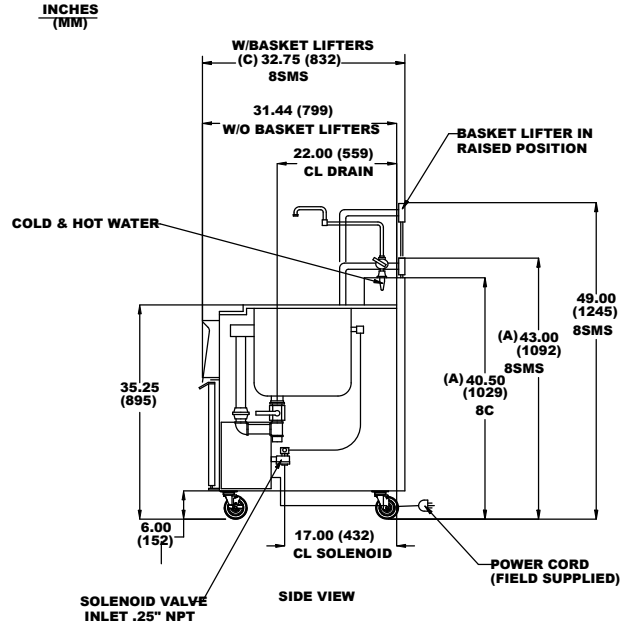 INCHES
(MM)
W/BASKET LIFTERS
(C) 32.75 (832)
8SMS
31.44 (799)
W/O BASKET LIFTERS
22.00 (559)
CL DRAIN
BASKET LIFTER IN
RAISED POSITION
COLD & HOT WATER
49.00
(1245)
8SMS
(A) 43.00
(1092)
8SMS
(A) 40.50
(1029)
8C
35.25
(895)
6.00
(152)
17.00 (432)
CL SOLENOID
POWER CORD
(FIELD SUPPLIED)
SOLENOID VALVE
INLET .25" NPT
SIDE VIEW